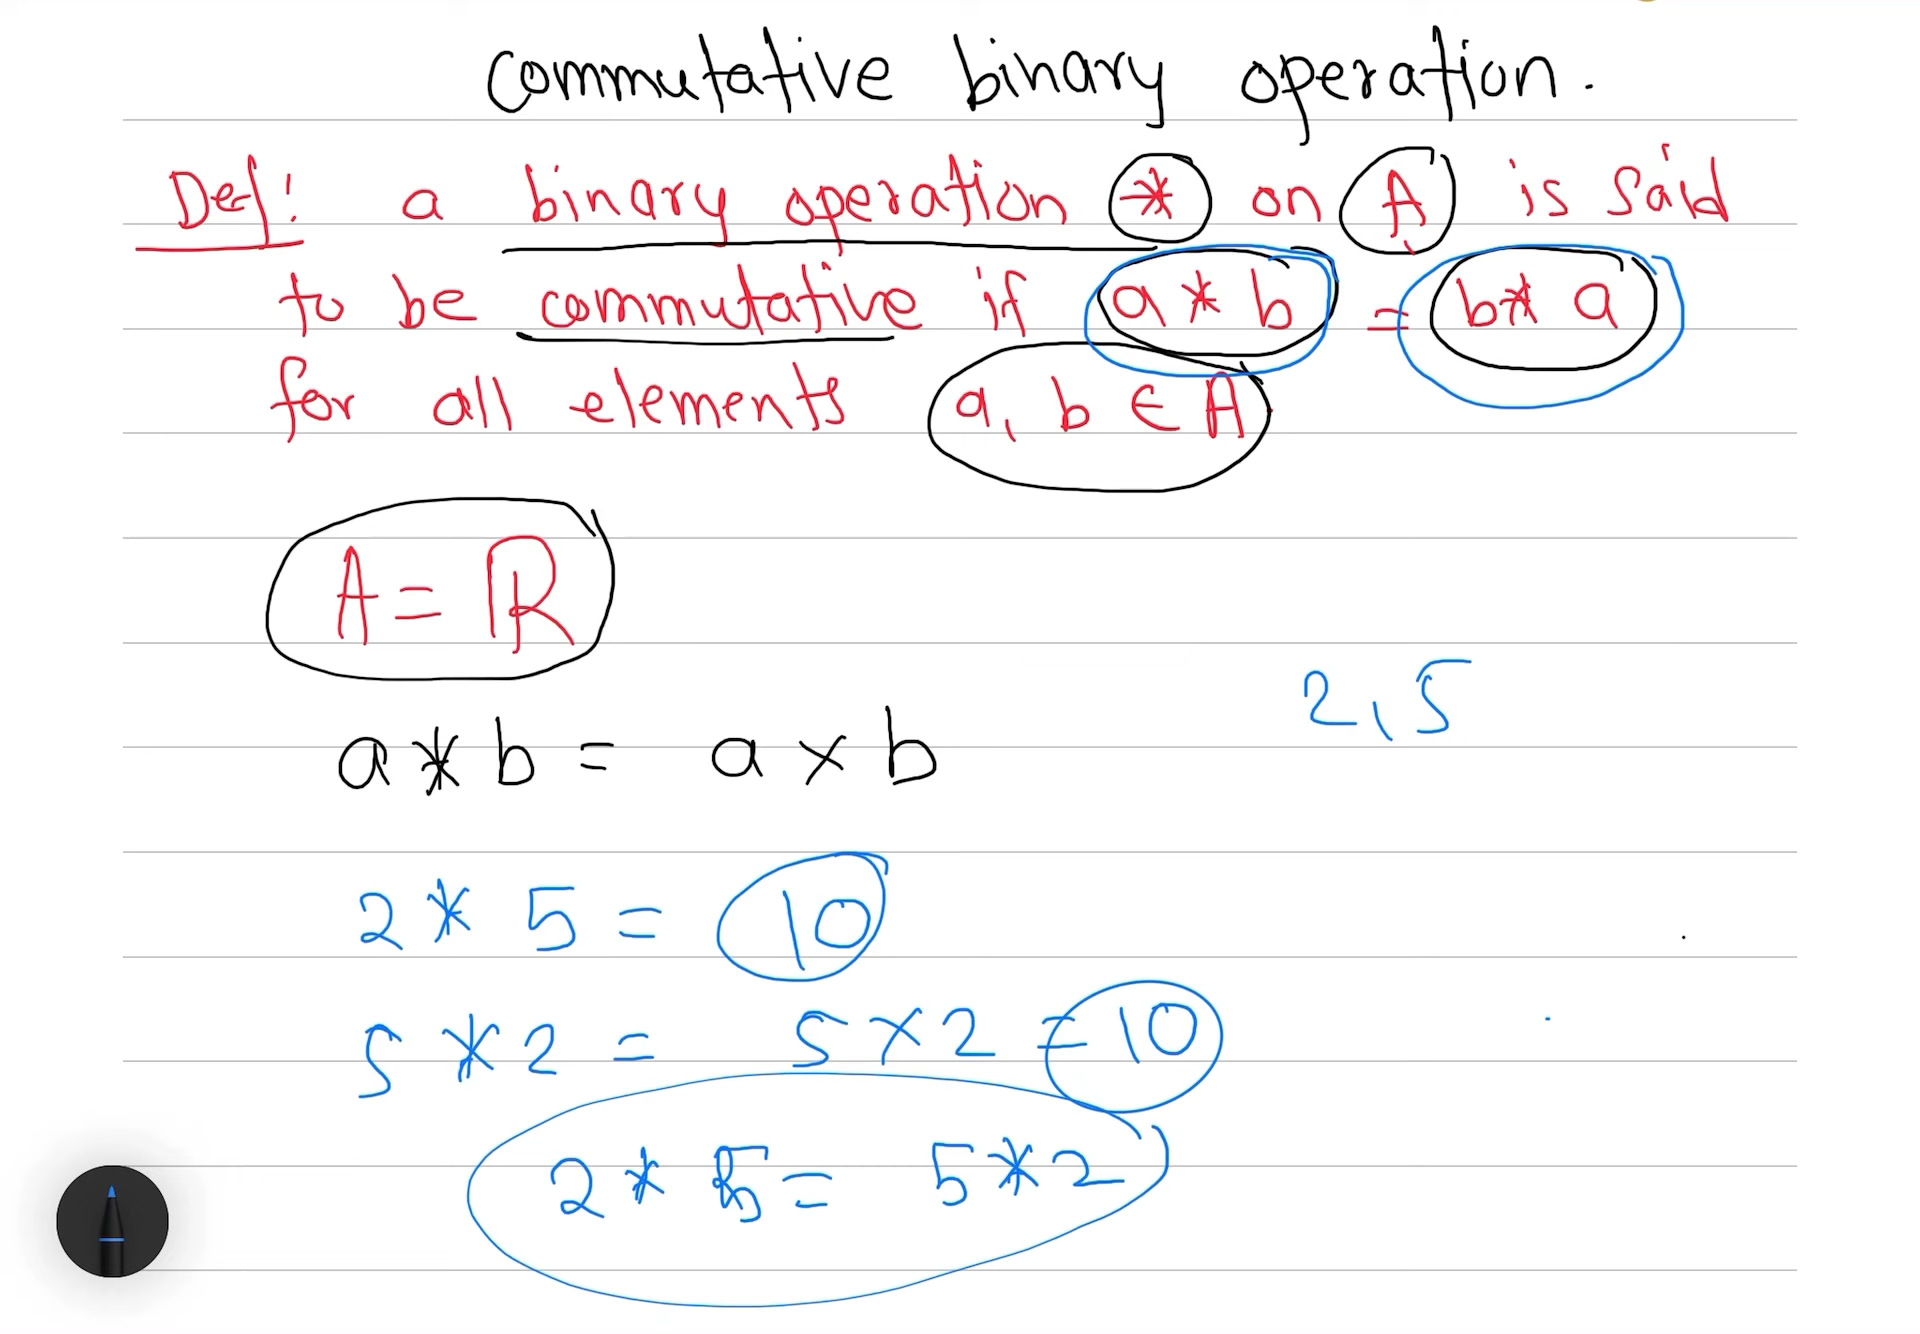 Commutative binary operation.
Def: a binary operation * on A is said
to be commutative if a * b = b * a
for all elements a, b ∈ A
A = ℝ
2, 5
a * b = a × b
2 * 5 = 10
5 * 2 = 5 × 2 = 10
2 * 5 = 5 * 2